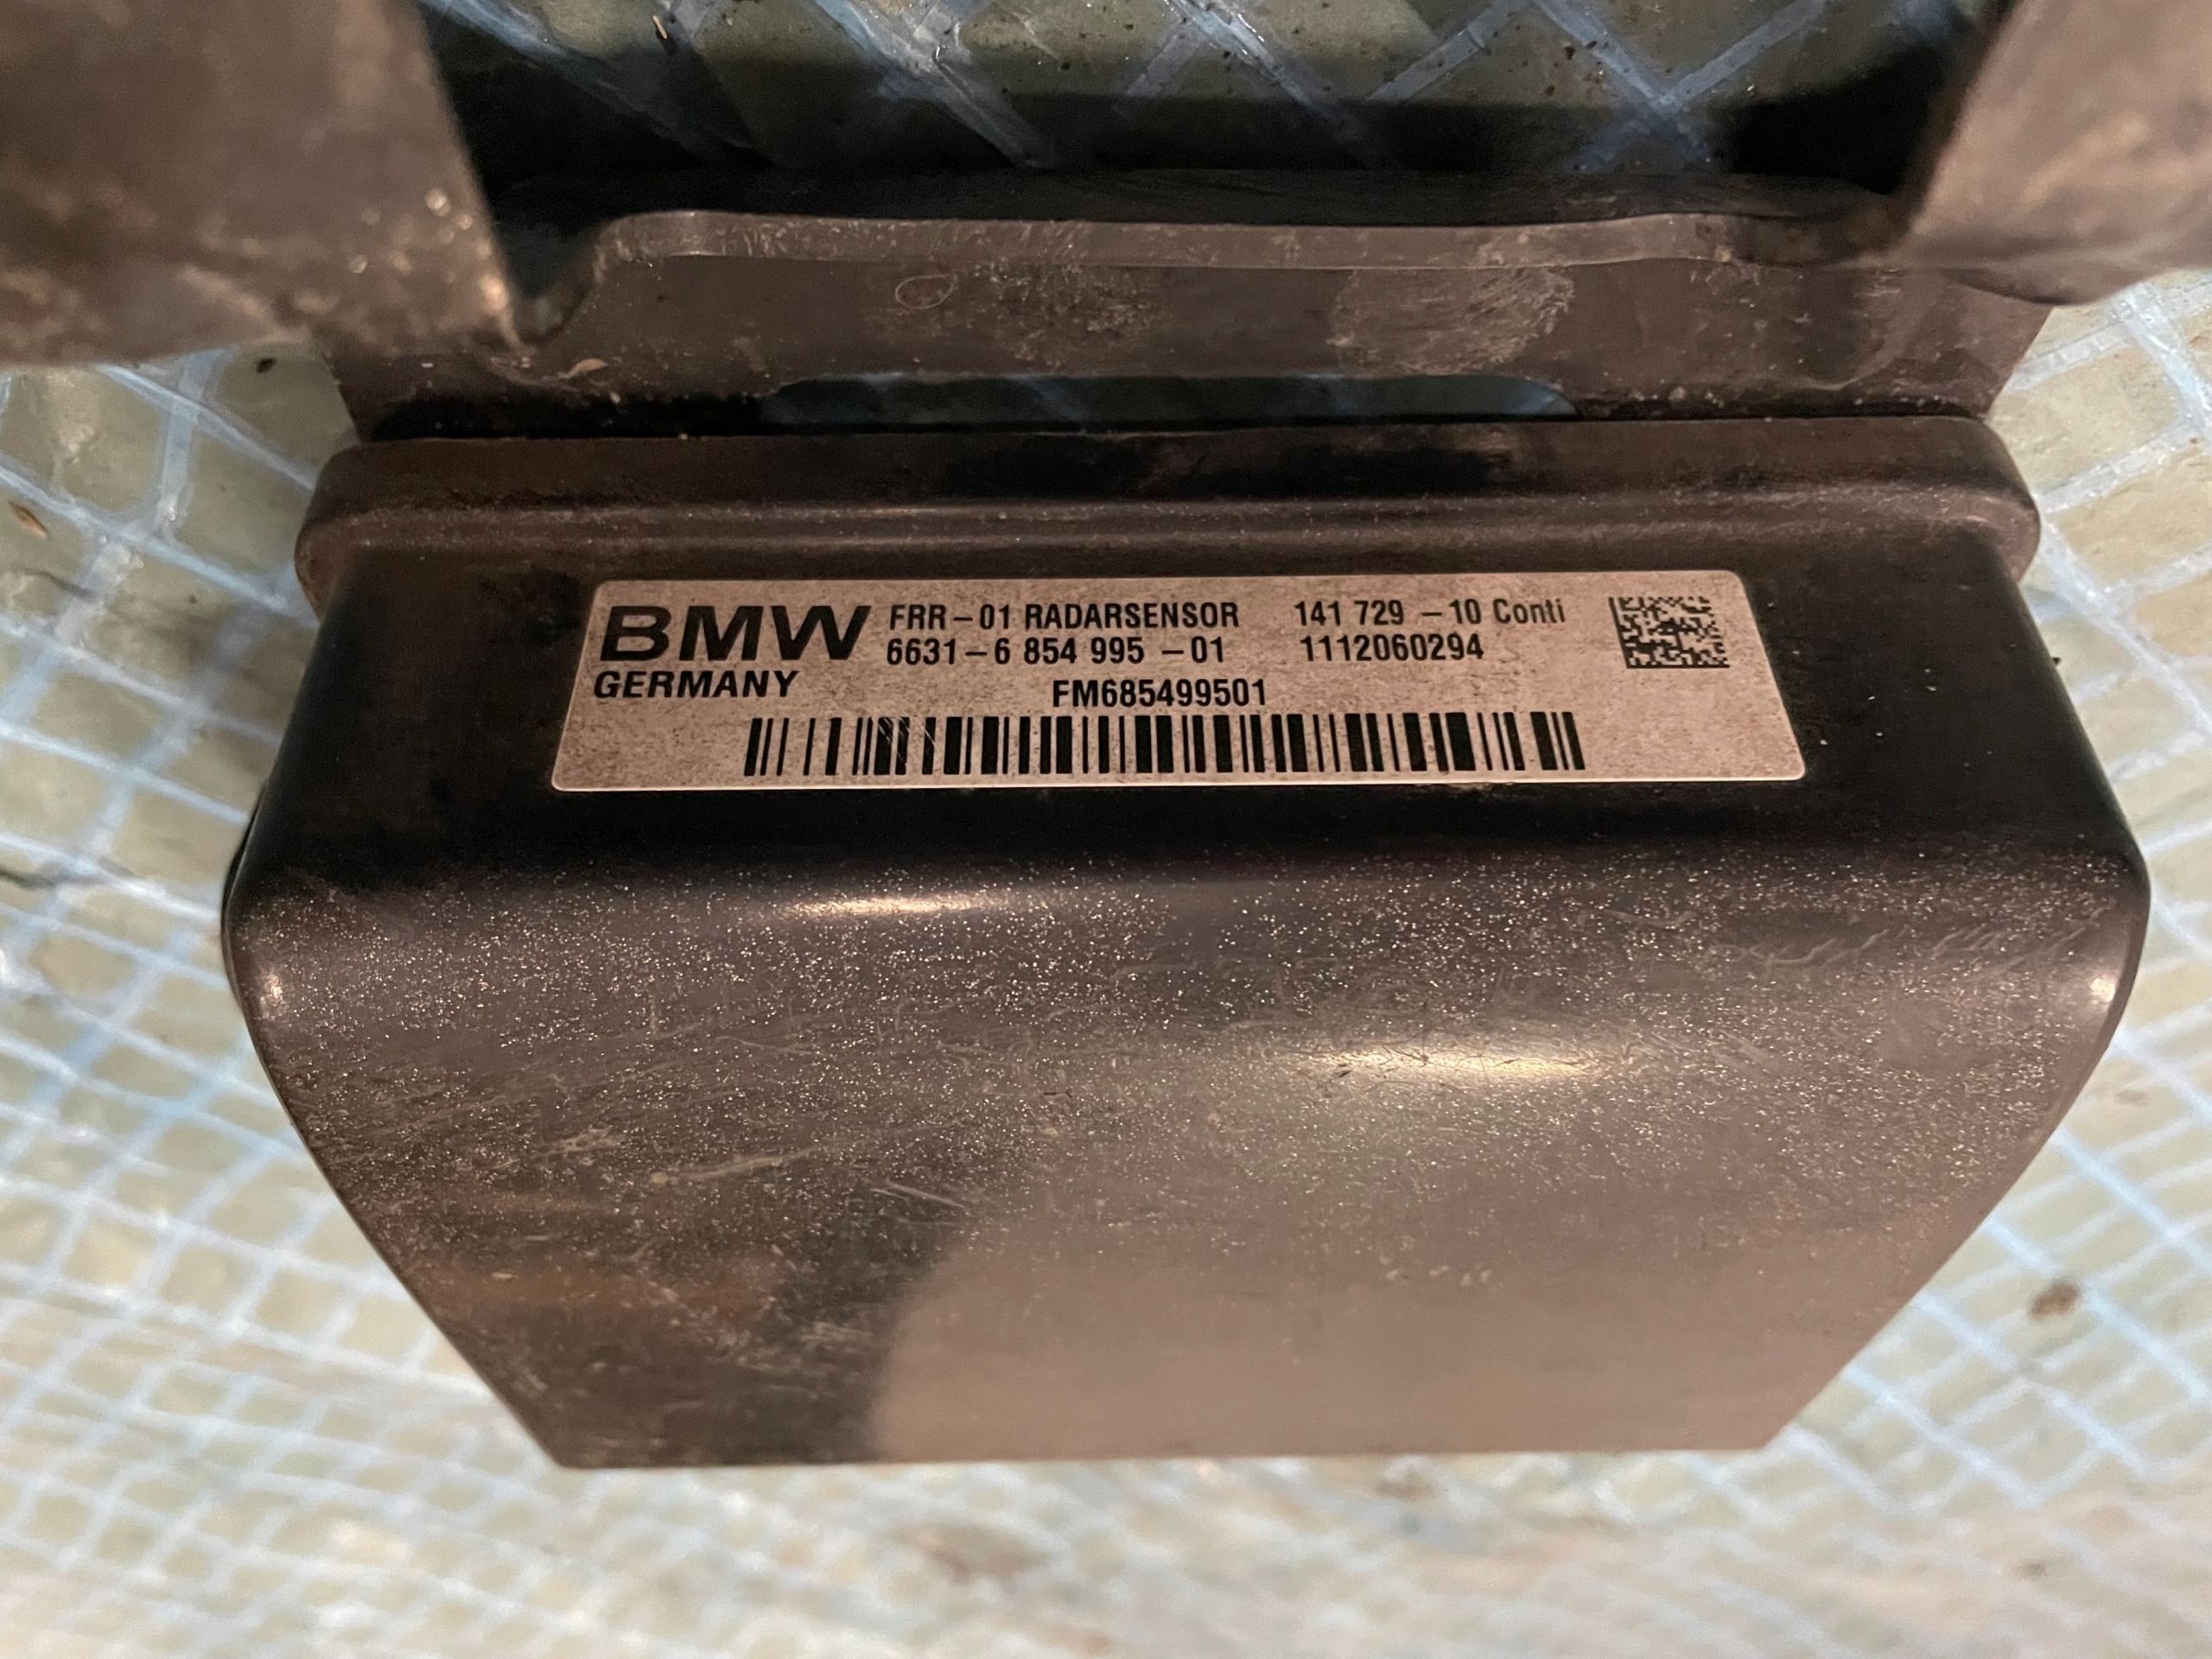 BMW FRR-01 RADARSENSOR 141 729 -10 Conti
6631-6 854 995 -01 1112060294
GERMANY FM685499501